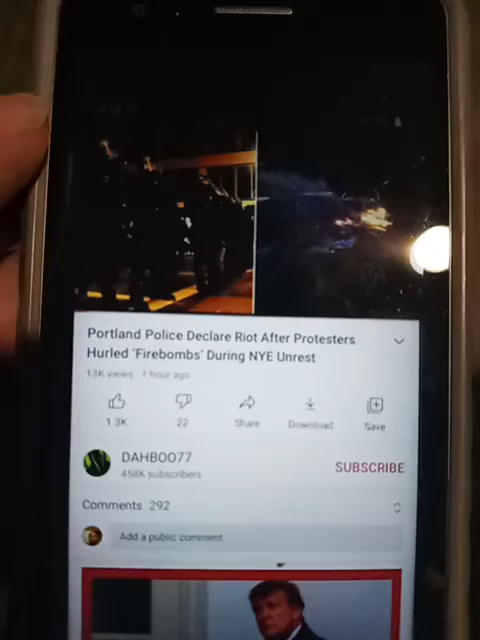 Portland Police Declare Riot After Protesters
Hurled 'Firebombs' During NYE Unrest
13K views 1 hour ago
1 3K
22
Share
Download
Save
DAHBOO77
458K subscribers
SUBSCRIBE
Comments 292
Add a public comment